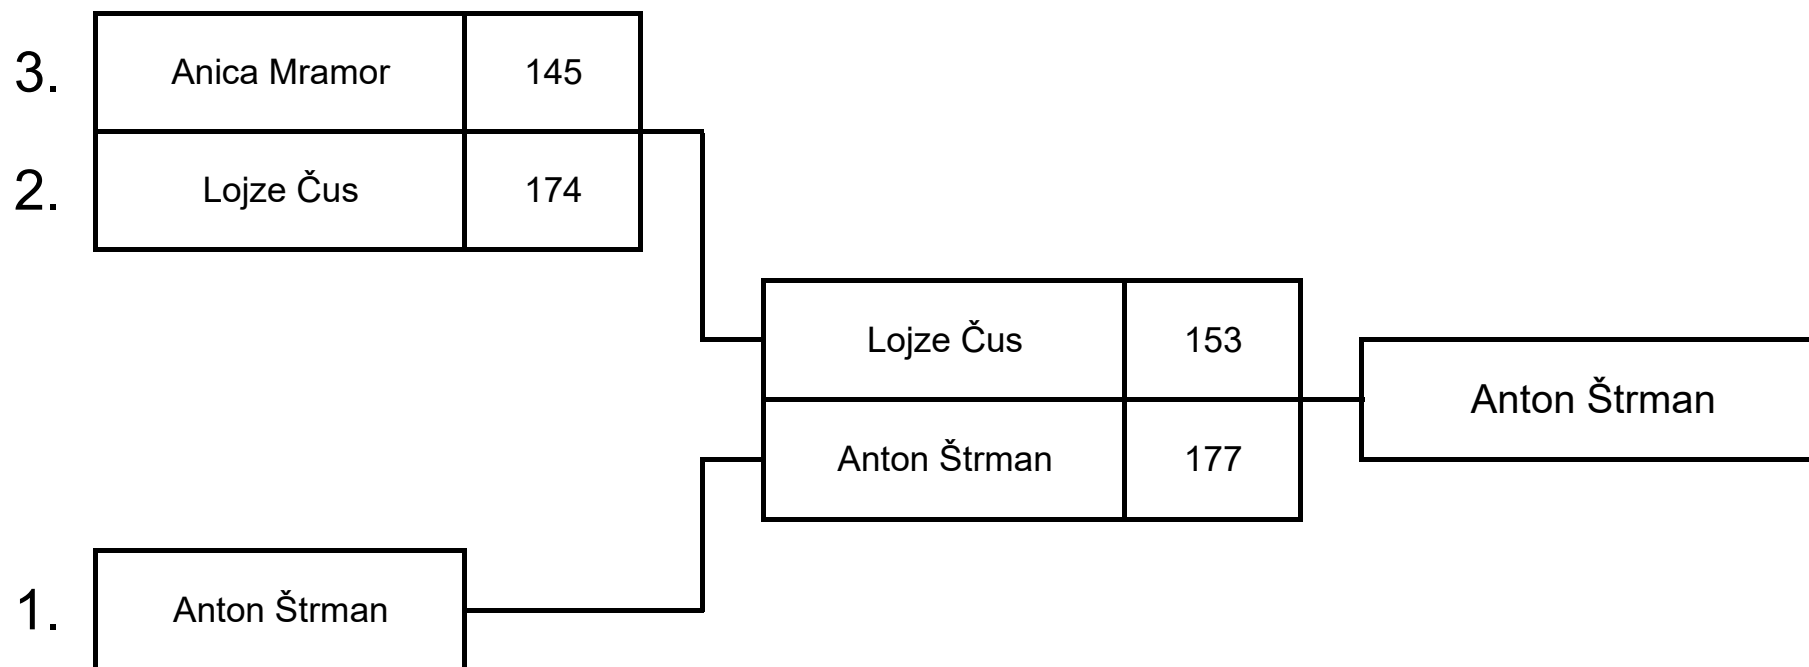 3. Anica Mramor 145
2. Lojze Čus 174
Lojze Čus 153
Anton Štrman 177
Anton Štrman
1. Anton Štrman